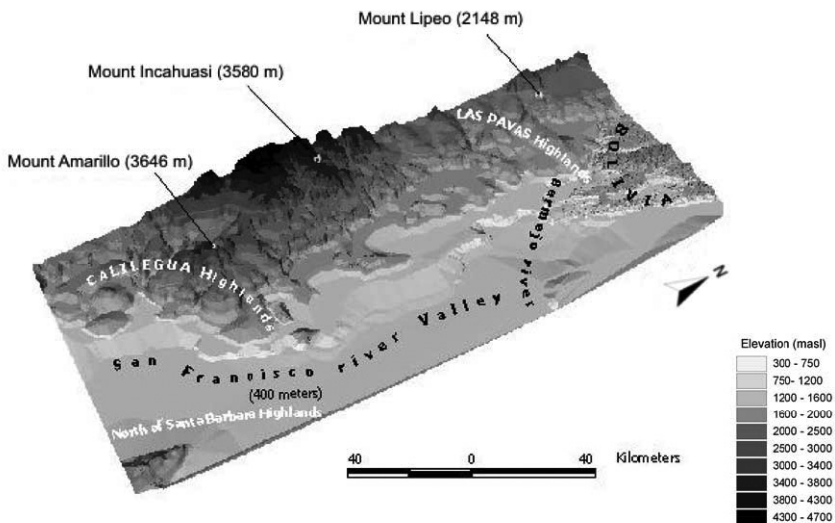 Mount Lipeo (2148 m)
Mount Incahuasi (3580 m)
Mount Amarillo (3646 m)
LAS PAVAS Highlands
BOLIVIA
Bermejo river
CALILEGUA Highlands
N
San Francisco river Valley
(400 meters)
North of Santa Barbara Highlands
40 0 40 Kilometers
Elevation (masl)
300 - 750
750- 1200
1200 - 1600
1600 - 2000
2000 - 2500
2500 - 3000
3000 - 3400
3400 - 3800
3800 - 4300
4300 - 4700